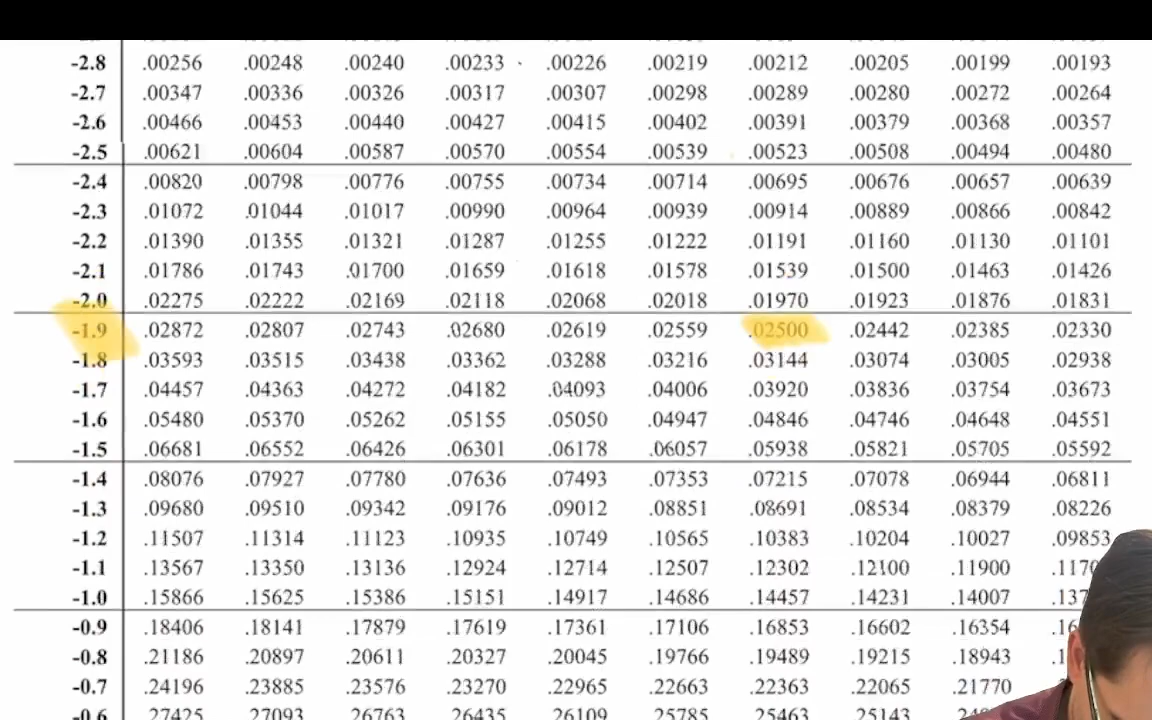 -2.8 .00256 .00248 .00240 .00233 .00226 .00219 .00212 .00205 .00199 .00193
-2.7 .00347 .00336 .00326 .00317 .00307 .00298 .00289 .00280 .00272 .00264
-2.6 .00466 .00453 .00440 .00427 .00415 .00402 .00391 .00379 .00368 .00357
-2.5 .00621 .00604 .00587 .00570 .00554 .00539 .00523 .00508 .00494 .00480
-2.4 .00820 .00798 .00776 .00755 .00734 .00714 .00695 .00676 .00657 .00639
-2.3 .01072 .01044 .01017 .00990 .00964 .00939 .00914 .00889 .00866 .00842
-2.2 .01390 .01355 .01321 .01287 .01255 .01222 .01191 .01160 .01130 .01101
-2.1 .01786 .01743 .01700 .01659 .01618 .01578 .01539 .01500 .01463 .01426
-2.0 .02275 .02222 .02169 .02118 .02068 .02018 .01970 .01923 .01876 .01831
-1.9 .02872 .02807 .02743 .02680 .02619 .02559 .02500 .02442 .02385 .02330
-1.8 .03593 .03515 .03438 .03362 .03288 .03216 .03144 .03074 .03005 .02938
-1.7 .04457 .04363 .04272 .04182 .04093 .04006 .03920 .03836 .03754 .03673
-1.6 .05480 .05370 .05262 .05155 .05050 .04947 .04846 .04746 .04648 .04551
-1.5 .06681 .06552 .06426 .06301 .06178 .06057 .05938 .05821 .05705 .05592
-1.4 .08076 .07927 .07780 .07636 .07493 .07353 .07215 .07078 .06944 .06811
-1.3 .09680 .09510 .09342 .09176 .09012 .08851 .08691 .08534 .08379 .08226
-1.2 .11507 .11314 .11123 .10935 .10749 .10565 .10383 .10204 .10027 .09853
-1.1 .13567 .13350 .13136 .12924 .12714 .12507 .12302 .12100 .11900
-1.0 .15866 .15625 .15386 .15151 .14917 .14686 .14457 .14231 .14007
-0.9 .18406 .18141 .17879 .17619 .17361 .17106 .16853 .16602 .16354
-0.8 .21186 .20897 .20611 .20327 .20045 .19766 .19489 .19215 .18943
-0.7 .24196 .23885 .23576 .23270 .22965 .22663 .22363 .22065 .21770
-0.6 .27425 .27093 .26763 .26435 .26109 .25785 .25463 .25143